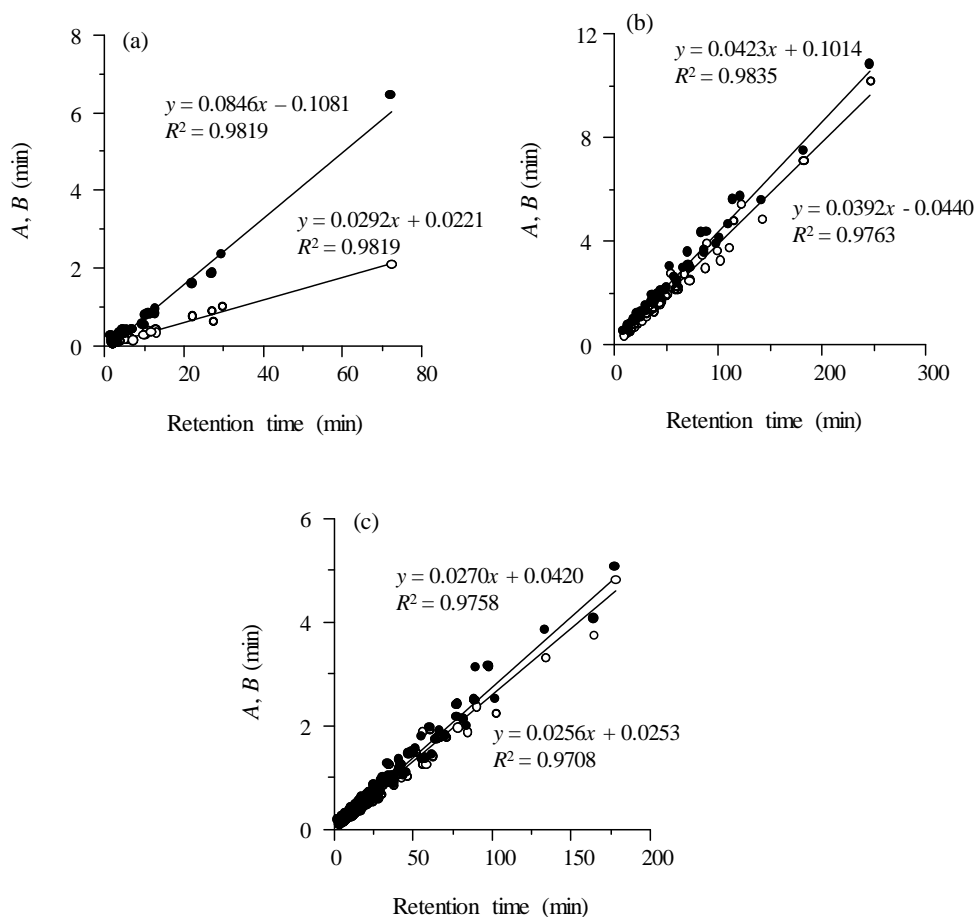 (a)
8
6
4
2
0
A, B (min)
y = 0.0846x – 0.1081
R² = 0.9819
y = 0.0292x + 0.0221
R² = 0.9819
0 20 40 60 80
Retention time (min)
(b)
12
8
4
0
A, B (min)
y = 0.0423x + 0.1014
R² = 0.9835
y = 0.0392x - 0.0440
R² = 0.9763
0 100 200 300
Retention time (min)
(c)
6
4
2
0
A, B (min)
y = 0.0270x + 0.0420
R² = 0.9758
y = 0.0256x + 0.0253
R² = 0.9708
0 50 100 150 200
Retention time (min)